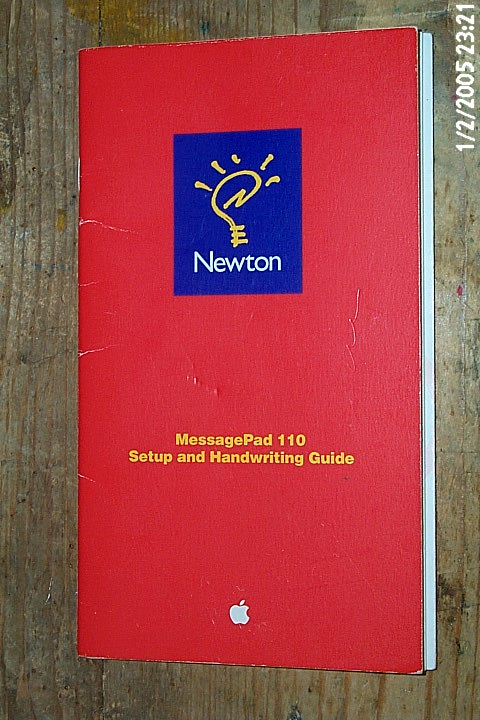 1/2/2005 23:21
Newton
MessagePad 110
Setup and Handwriting Guide